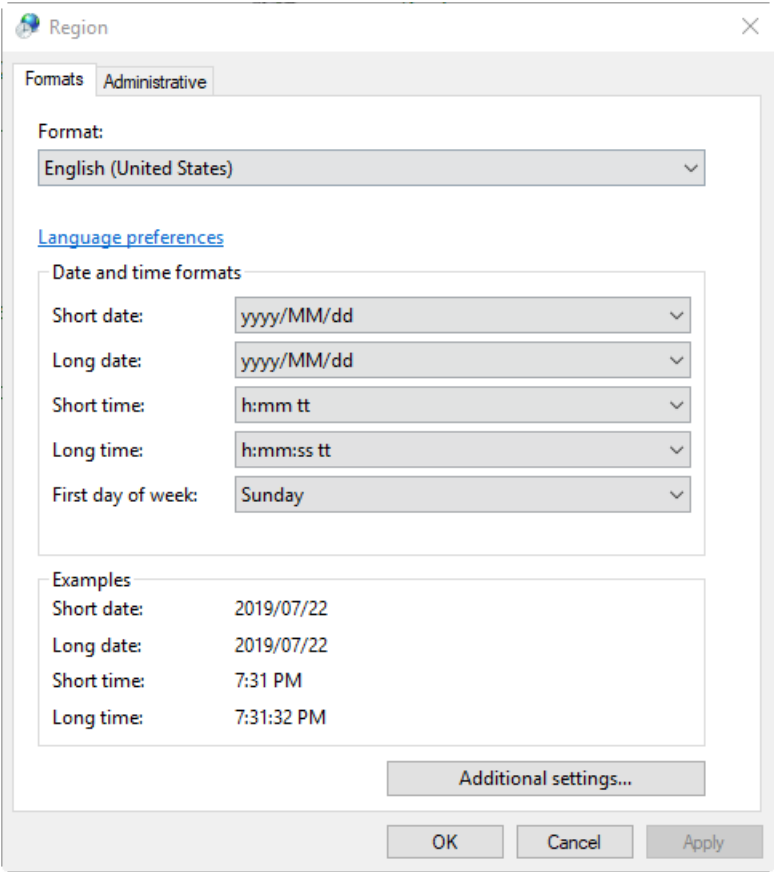 Region
Formats
Administrative
Format:
English (United States)
Language preferences
Date and time formats
Short date: yyyy/MM/dd
Long date: yyyy/MM/dd
Short time: h:mm tt
Long time: h:mm:ss tt
First day of week: Sunday
Examples
Short date: 2019/07/22
Long date: 2019/07/22
Short time: 7:31 PM
Long time: 7:31:32 PM
Additional settings...
OK Cancel Apply